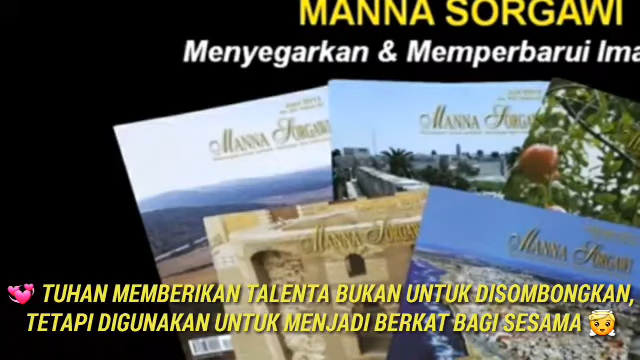 MANNA SORGAWI
Menyegarkan & Memperbarui Ima
MANNA SORGAWI
MANNA SORGAWI
MANNA SORGAWI
MANNA SORGAWI
💞 TUHAN MEMBERIKAN TALENTA BUKAN UNTUK DISOMBONGKAN,
TETAPI DIGUNAKAN UNTUK MENJADI BERKAT BAGI SESAMA 👼